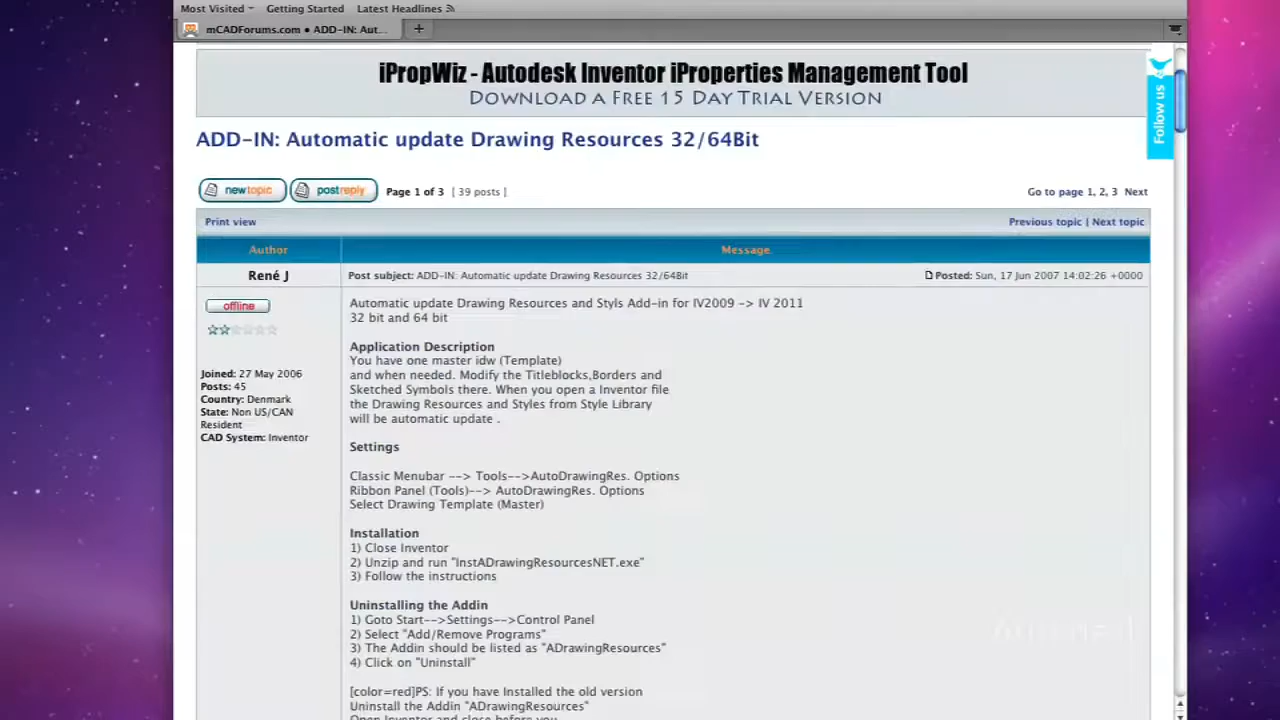 Most Visited Getting Started Latest Headlines
mCADForums.com • ADD-IN: Aut... +
iPropWiz - Autodesk Inventor iProperties Management Tool
Download a Free 15 Day Trial Version
Follow us
ADD-IN: Automatic update Drawing Resources 32/64Bit
newtopic postreply Page 1 of 3 [ 39 posts ] Go to page 1, 2, 3 Next
Print view Previous topic | Next topic
Author Message
René J Post subject: ADD-IN: Automatic update Drawing Resources 32/64Bit Posted: Sun, 17 Jun 2007 14:02:26 +0000
offline
Joined: 27 May 2006
Posts: 45
Country: Denmark
State: Non US/CAN
Resident
CAD System: Inventor
Automatic update Drawing Resources and Styls Add-in for IV2009 -> IV 2011
32 bit and 64 bit
Application Description
You have one master idw (Template)
and when needed. Modify the Titleblocks,Borders and
Sketched Symbols there. When you open a Inventor file
the Drawing Resources and Styles from Style Library
will be automatic update .
Settings
Classic Menubar --> Tools-->AutoDrawingRes. Options
Ribbon Panel (Tools)--> AutoDrawingRes. Options
Select Drawing Template (Master)
Installation
1) Close Inventor
2) Unzip and run "InstADrawingResourcesNET.exe"
3) Follow the instructions
Uninstalling the Addin
1) Goto Start-->Settings-->Control Panel
2) Select "Add/Remove Programs"
3) The Addin should be listed as "ADrawingResources"
4) Click on "Uninstall"
[color=red]PS: If you have Installed the old version
Uninstall the Addin "ADrawingResources"
Open Inventor and close before you